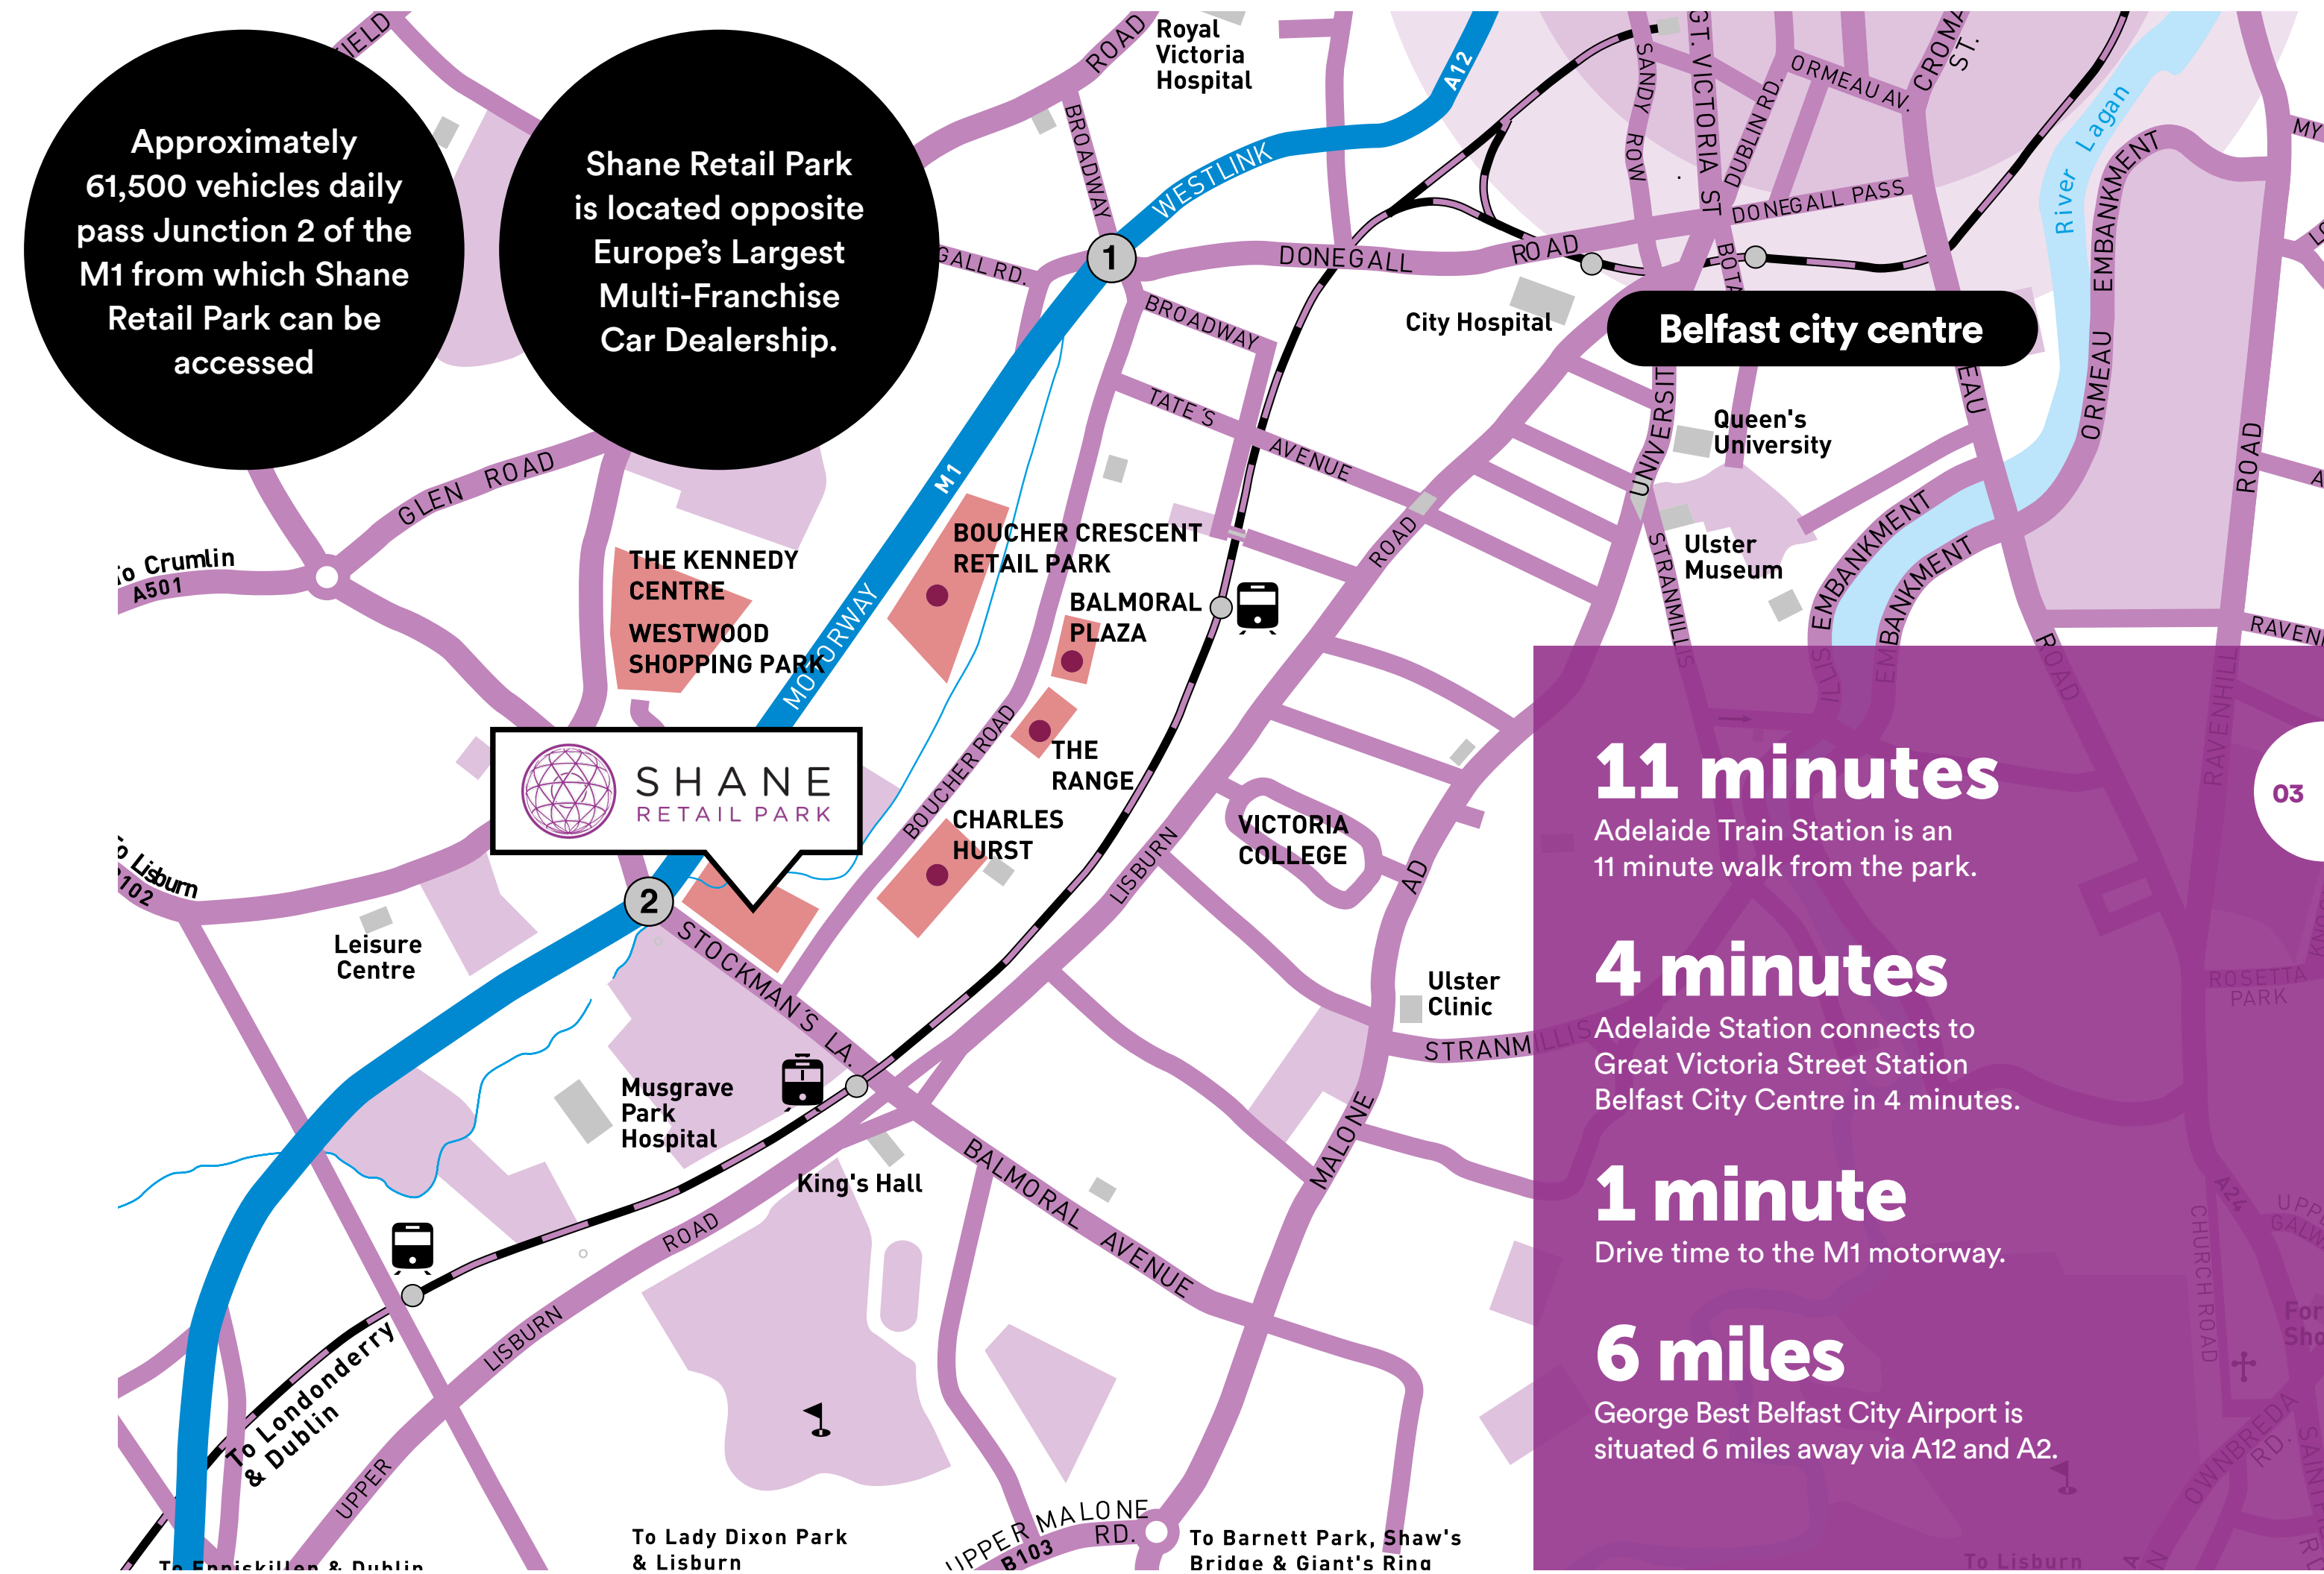 Approximately
61,500 vehicles daily
pass Junction 2 of the
M1 from which Shane
Retail Park can be
accessed
Shane Retail Park
is located opposite
Europe’s Largest
Multi-Franchise
Car Dealership.
ROAD
Royal
Victoria
Hospital
A12
WESTLINK
BROADWAY
1
DONEGALL
ROAD
SANDY ROW
GT. VICTORIA ST
DUBLIN RD.
ORMEAU AV.
ST.
DONEGALL PASS
River Lagan
ORMEAU EMBANKMENT
BROADWAY
City Hospital
Belfast city centre
TATE'S
AVENUE
Queen's
University
ROAD
GLEN ROAD
M1
MOTORWAY
To Crumlin
A501
THE KENNEDY
CENTRE
WESTWOOD
SHOPPING PARK
BOUCHER CRESCENT
RETAIL PARK
BALMORAL
PLAZA
ROAD
Ulster
Museum
STRANMILLIS
EMBANKMENT
EMBANKMENT
ROAD
RAVENHILL
SHANE
RETAIL PARK
BOUCHER ROAD
THE
RANGE
CHARLES
HURST
VICTORIA
COLLEGE
LISBURN
To Lisburn
2
STOCKMAN'S LA.
Leisure
Centre
Ulster
Clinic
STRANMILLIS
MALONE
Musgrave
Park
Hospital
King's Hall
BALMORAL AVENUE
ROAD
LISBURN
UPPER
To Londonderry
& Dublin
To Enniskillen & Dublin
To Lady Dixon Park
& Lisburn
UPPER MALONE
RD.
B103
To Barnett Park, Shaw's
Bridge & Giant's Ring
11 minutes
Adelaide Train Station is an
11 minute walk from the park.
4 minutes
Adelaide Station connects to
Great Victoria Street Station
Belfast City Centre in 4 minutes.
1 minute
Drive time to the M1 motorway.
6 miles
George Best Belfast City Airport is
situated 6 miles away via A12 and A2.
03
ROSETTA
PARK
A24
CHURCH ROAD
RD.
To Lisburn